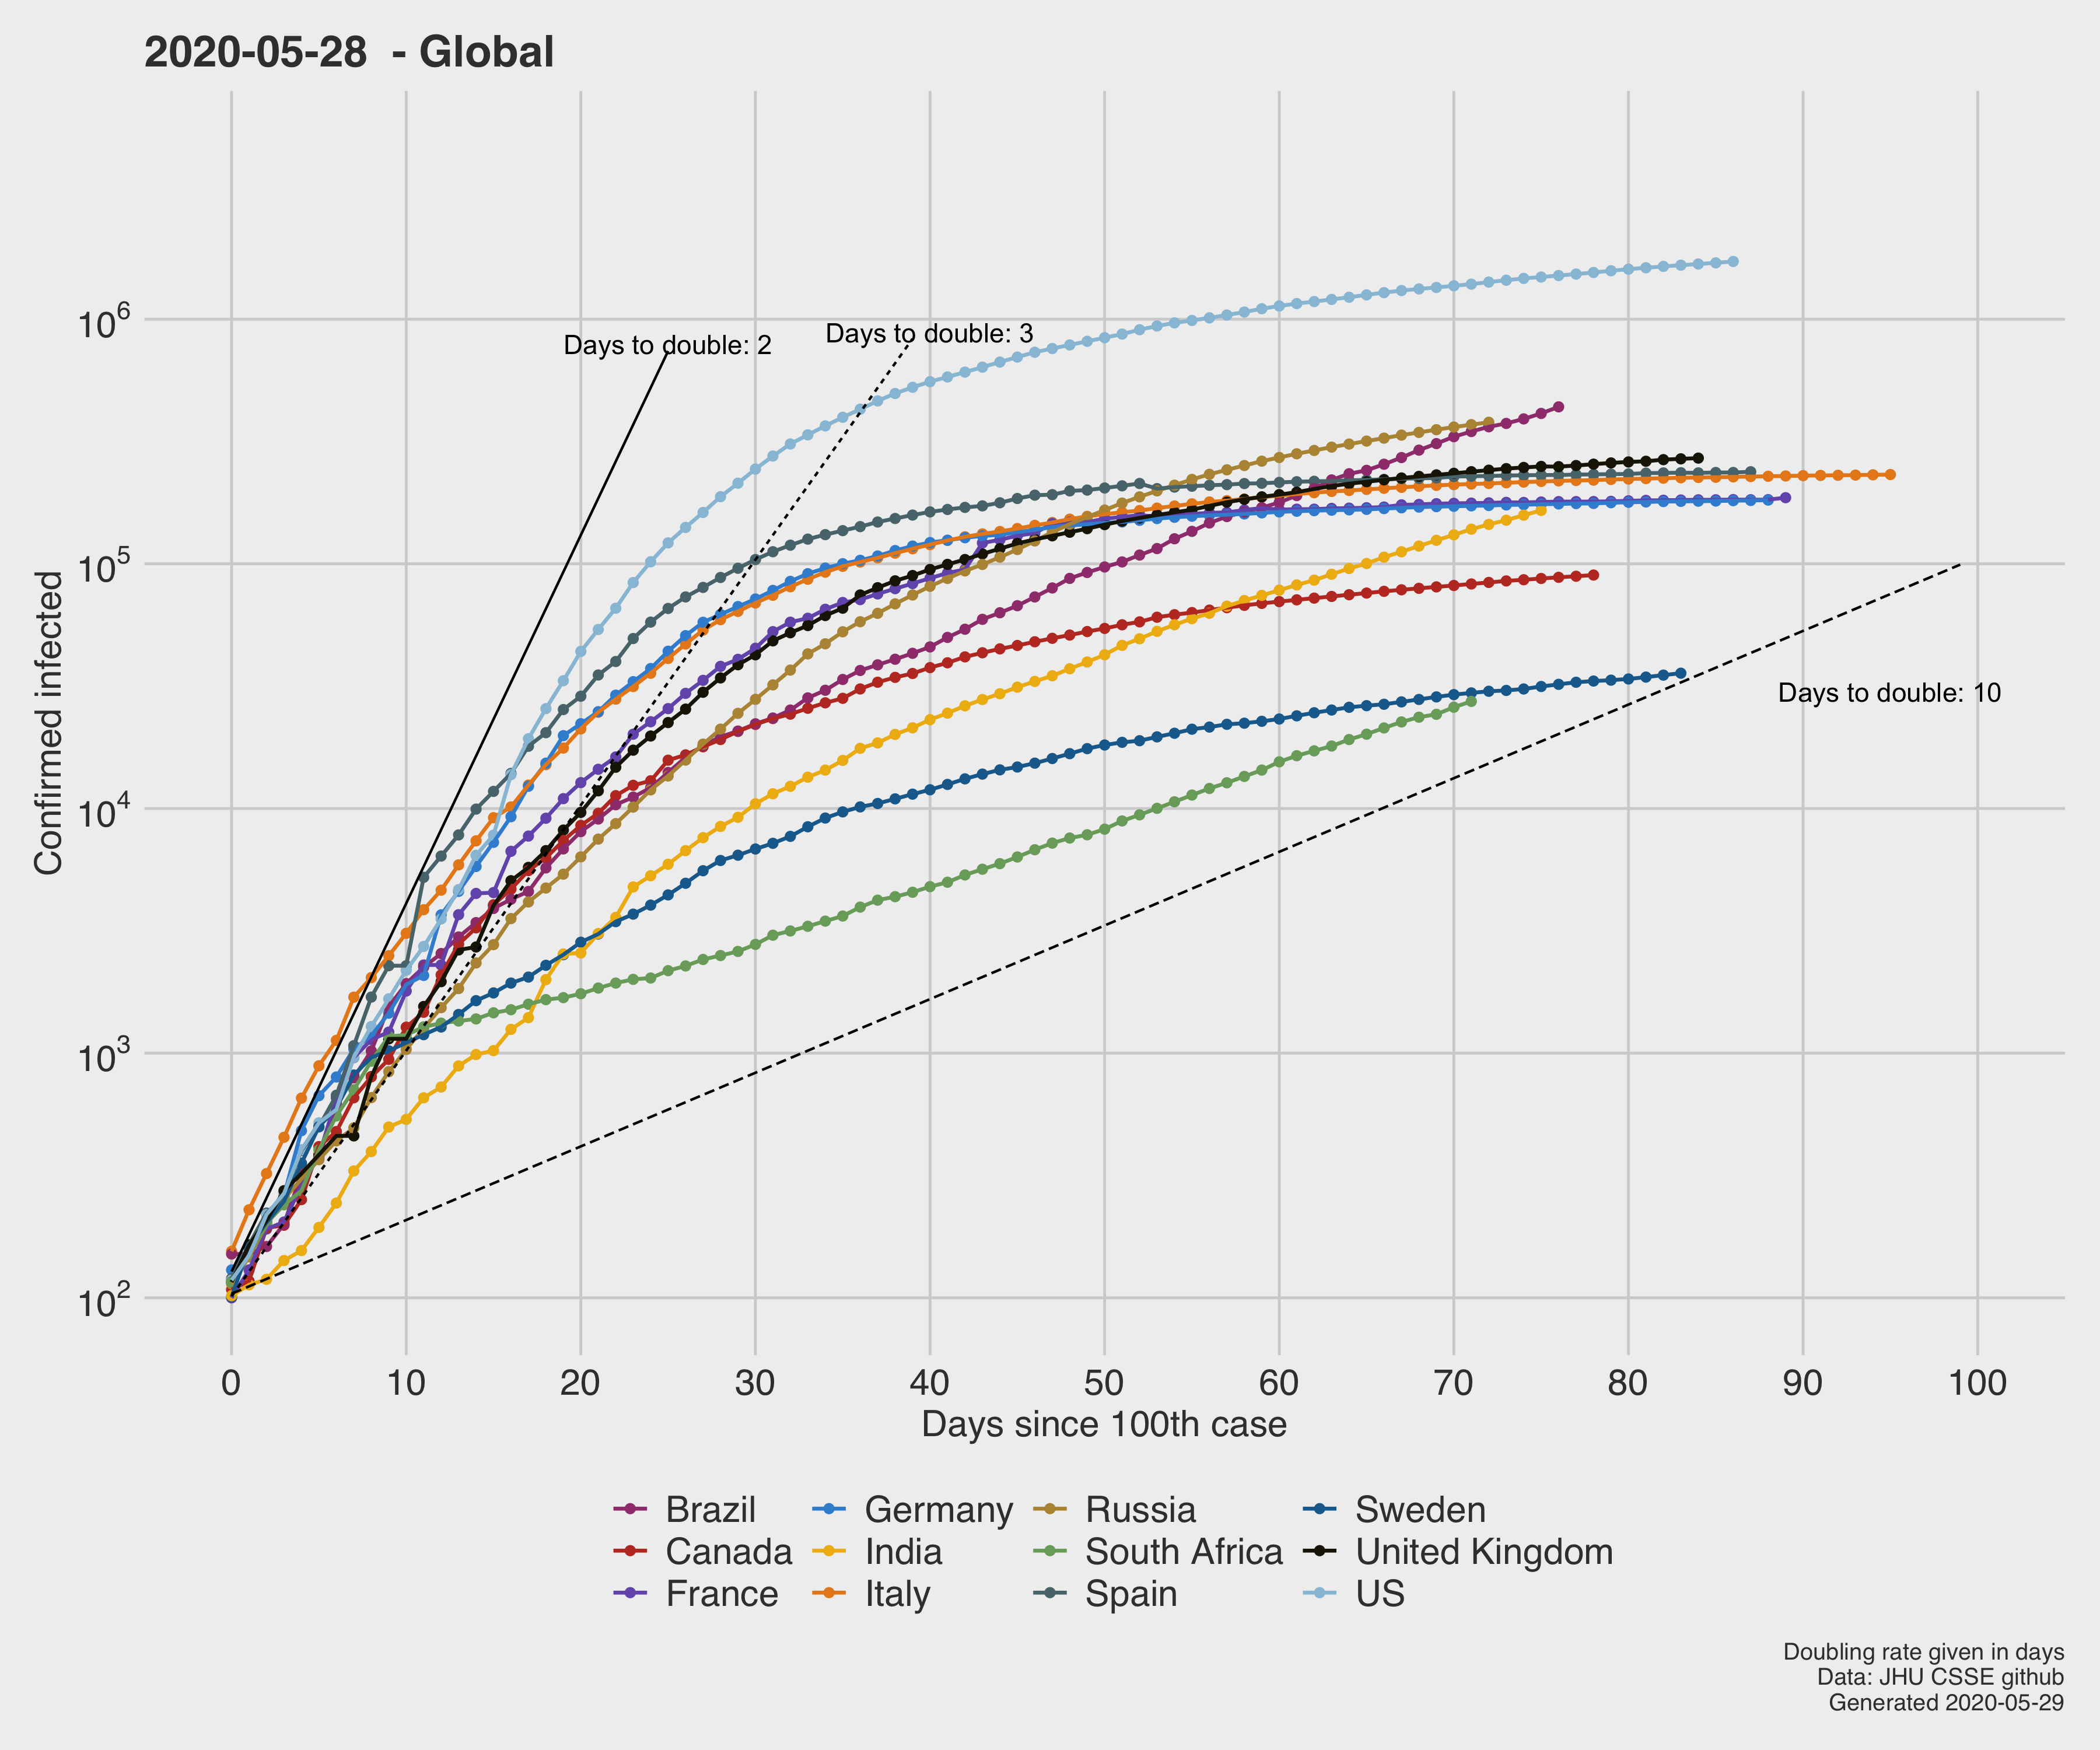 2020-05-28 - Global
Confirmed infected
10^6
10^5
10^4
10^3
10^2
Days to double: 2
Days to double: 3
Days to double: 10
0 10 20 30 40 50 60 70 80 90 100
Days since 100th case
Brazil Germany Russia Sweden
Canada India South Africa United Kingdom
France Italy Spain US
Doubling rate given in days
Data: JHU CSSE github
Generated 2020-05-29